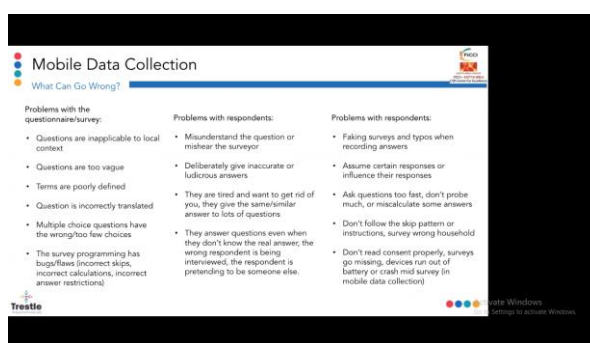 Mobile Data Collection
What Can Go Wrong?
FICCI
Problems with the
questionnaire/survey:
• Questions are inapplicable to local
context
• Questions are too vague
• Terms are poorly defined
• Question is incorrectly translated
• Multiple choice questions have
the wrong/too few choices
• The survey programming has
bugs/flaws (incorrect skips,
incorrect calculations, incorrect
answer restrictions)
Problems with respondents:
• Misunderstand the question or
mishear the surveyor
• Deliberately give inaccurate or
ludicrous answers
• They are tired and want to get rid of
you, they give the same/similar
answer to lots of questions
• They answer questions even when
they don't know the real answer, the
wrong respondent is being
interviewed, the respondent is
pretending to be someone else.
Problems with respondents:
• Faking surveys and typos when
recording answers
• Assume certain responses or
influence their responses
• Ask questions too fast, don't probe
much, or miscalculate some answers
• Don't follow the skip pattern or
instructions, survey wrong household
• Don't read consent properly, surveys
go missing, devices run out of
battery or crash mid survey (in
mobile data collection)
Trestle
vate Windows
Settings to activate Windows.